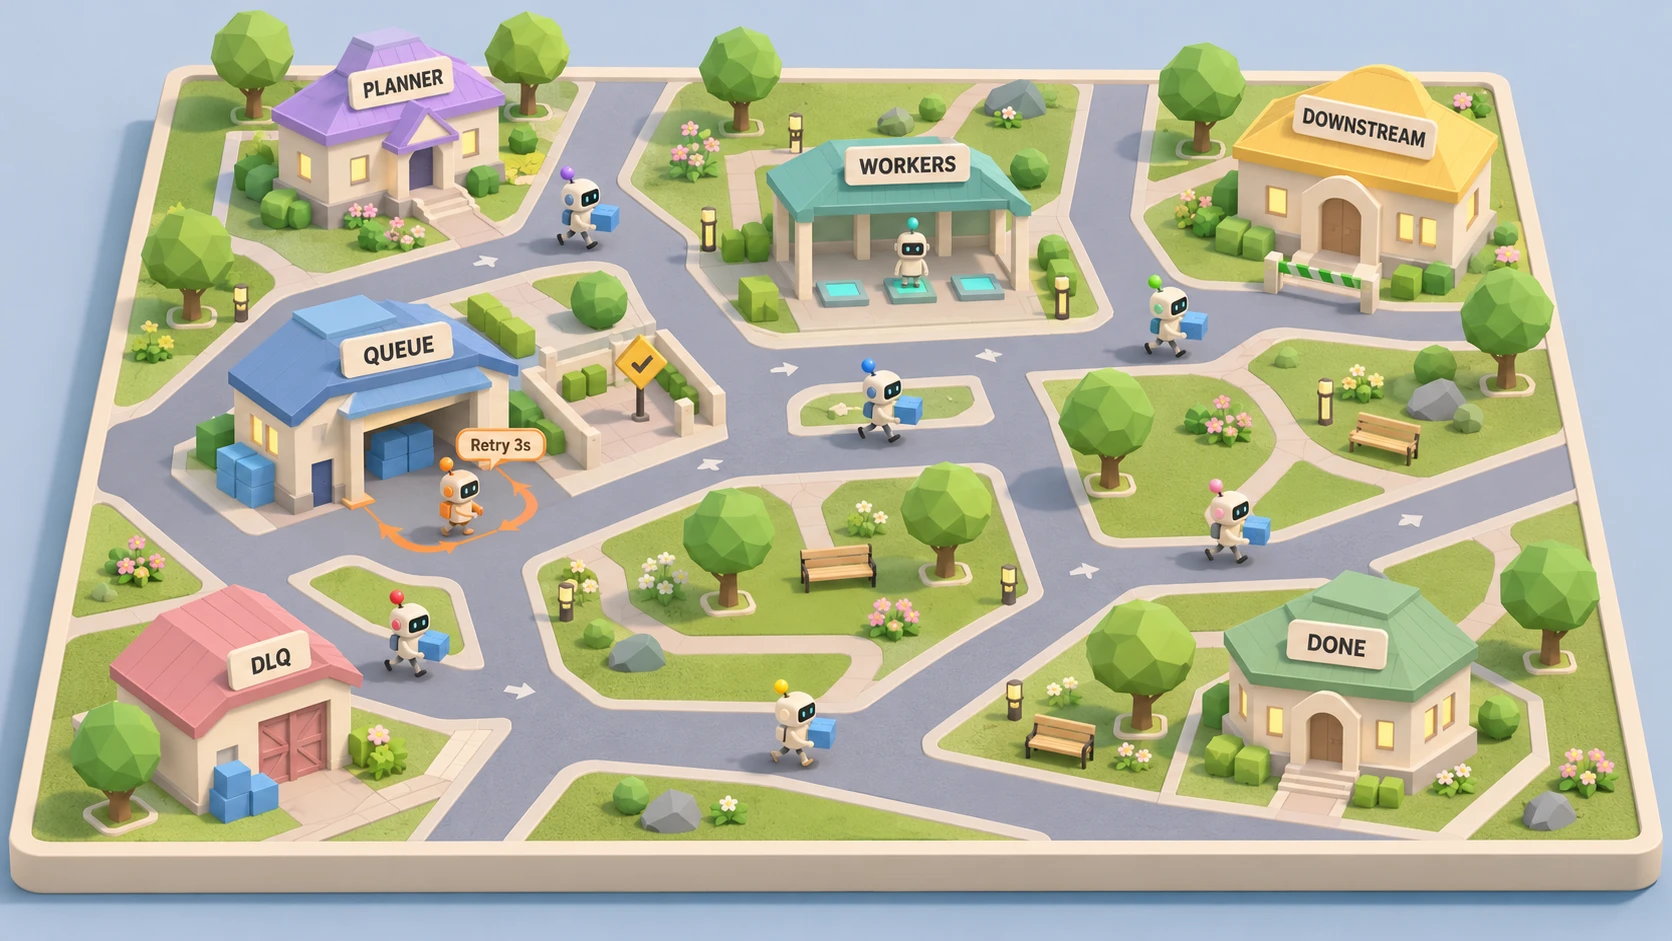 PLANNER
DOWNSTREAM
WORKERS
QUEUE
Retry 3s
DLQ
DONE